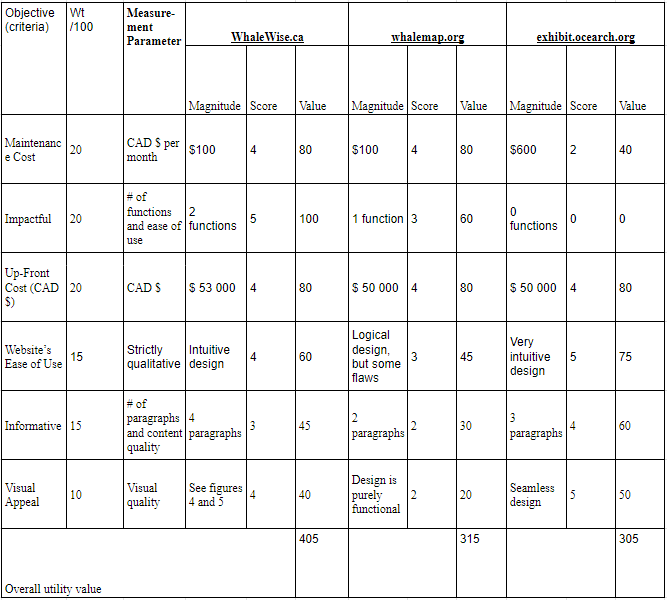 Objective Wt Measure-
(criteria) /100 ment
Parameter WhaleWise.ca whalemap.org exhibit.ocearch.org
Magnitude Score Value Magnitude Score Value Magnitude Score Value
Maintenanc CAD $ per
e Cost 20 month $100 4 80 $100 4 80 $600 2 40
# of
functions 2 0
Impactful 20 and ease of functions 5 100 1 function 3 60 functions 0 0
use
Up-Front
Cost (CAD 20 CAD $ $ 53 000 4 80 $ 50 000 4 80 $ 50 000 4 80
$)
Logical
Website's Strictly Intuitive design, Very
Ease of Use 15 qualitative design 4 60 but some 3 45 intuitive 5 75
flaws design
# of
paragraphs 4 2 3
Informative 15 and content paragraphs 3 45 paragraphs 2 30 paragraphs 4 60
quality
Design is
Visual 10 Visual See figures 4 40 purely 2 20 Seamless 5 50
Appeal quality 4 and 5 functional design
405 315 305
Overall utility value